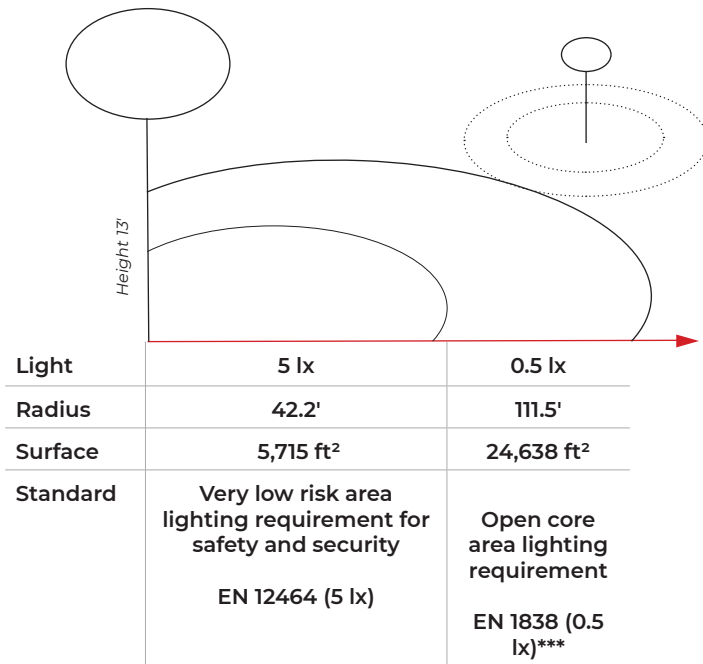 Height 13'
Light 5 lx 0.5 lx
Radius 42.2' 111.5'
Surface 5,715 ft² 24,638 ft²
Standard
Very low risk area
lighting requirement for
safety and security
EN 12464 (5 lx)
Open core
area lighting
requirement
EN 1838 (0.5
lx)***